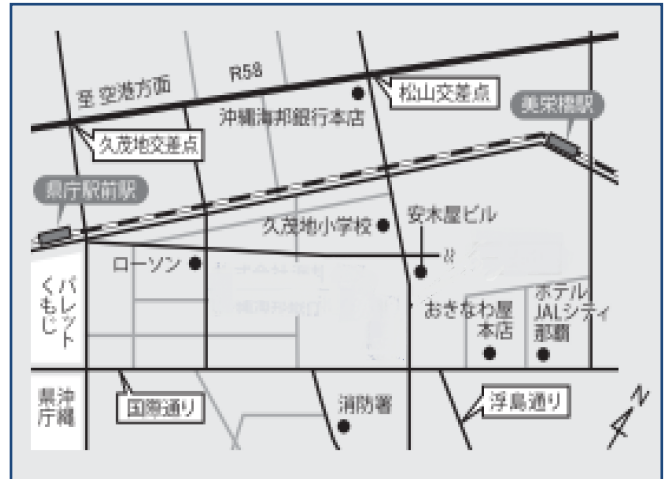 至 空港方面
R58
松山交差点
沖縄海邦銀行本店
美栄橋駅
久茂地交差点
県庁駅前駅
久茂地小学校
安木屋ビル
ローソン
パレット
くもじ
おきなわ屋
本店
ホテル
JALシティ
那覇
沖縄
県庁
国際通り
消防署
浮島通り
N